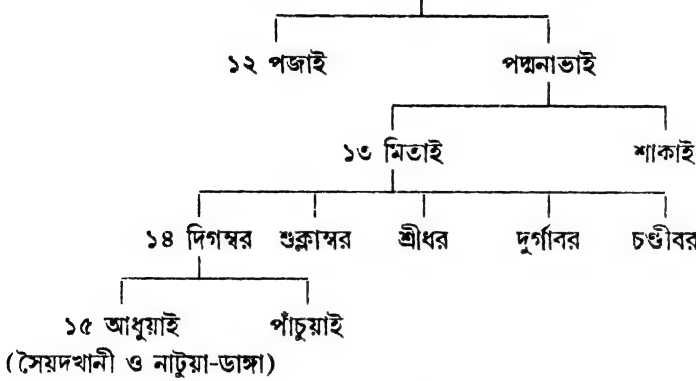 ১২ পজাই পদ্মনাভাই
১৩ মিতাই শাকাই
১৪ দিগম্বর শুক্লাম্বর শ্রীধর দুর্গাবর চণ্ডীবর
১৫ আধুয়াই পাঁচুয়াই
(সৈয়দখানী ও নাটুয়া-ডাঙ্গা)